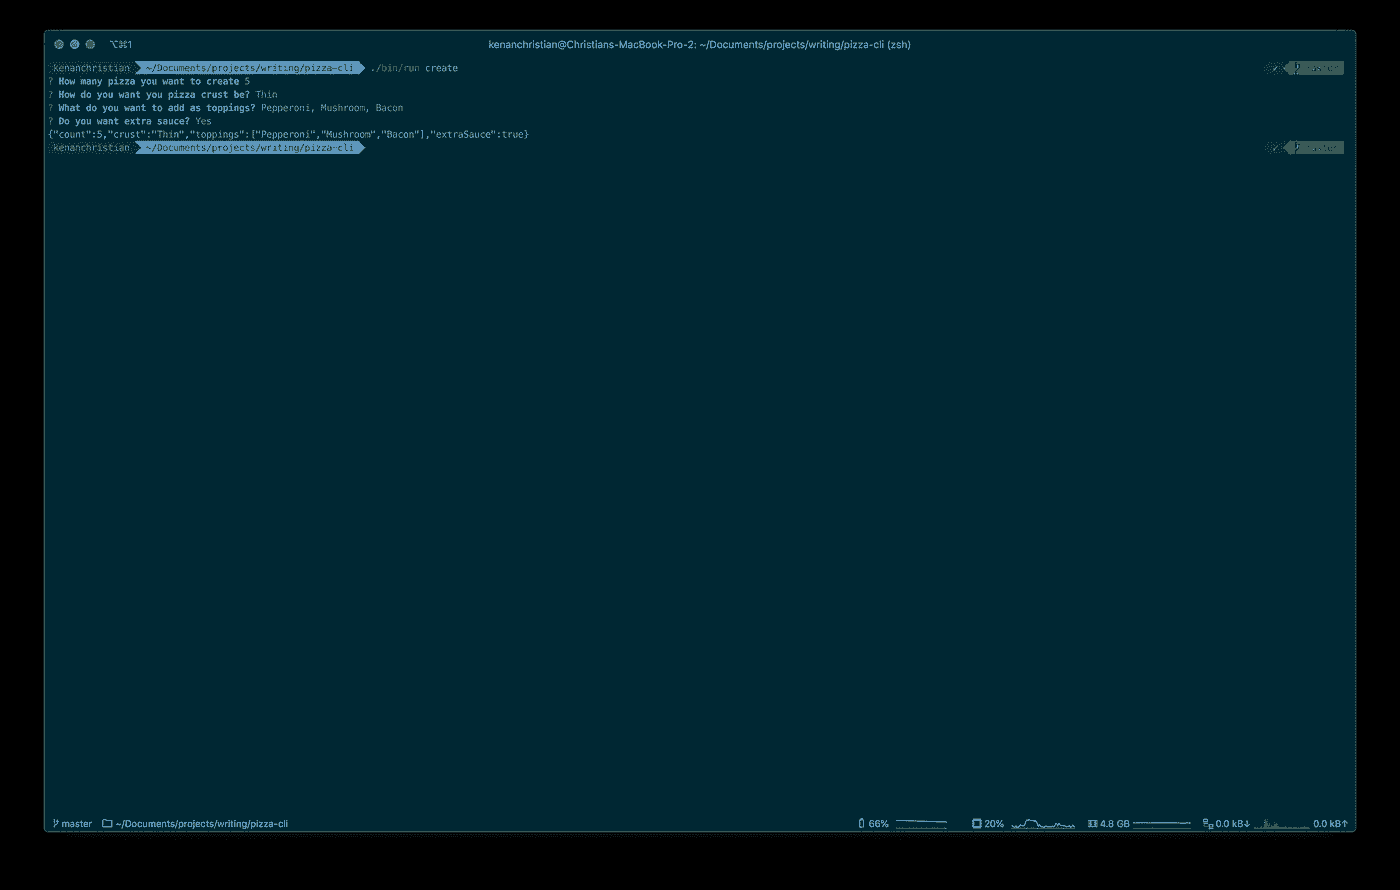 ⌥⌘1 kenanchristian@Christians-MacBook-Pro-2: ~/Documents/projects/writing/pizza-cli (zsh)
kenanchristian ~/Documents/projects/writing/pizza-cli ./bin/run create master
? How many pizza you want to create 5
? How do you want you pizza crust be? Thin
? What do you want to add as toppings? Pepperoni, Mushroom, Bacon
? Do you want extra sauce? Yes
{"count":5,"crust":"Thin","toppings":["Pepperoni","Mushroom","Bacon"],"extraSauce":true}
kenanchristian ~/Documents/projects/writing/pizza-cli master
master ~/Documents/projects/writing/pizza-cli 66% 20% 4.8 GB 0.0 kB↓ 0.0 kB↑